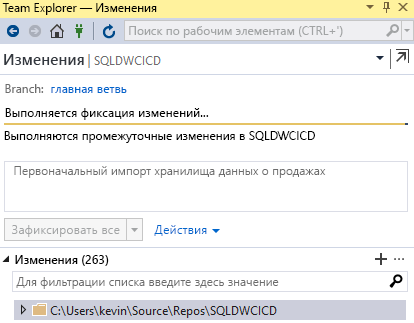 Team Explorer — Изменения
Поиск по рабочим элементам (CTRL+')
Изменения | SQLDWCICD
Branch: главная ветвь
Выполняется фиксация изменений...
Выполняются промежуточные изменения в SQLDWCICD
Первоначальный импорт хранилища данных о продажах
Зафиксировать все Действия
Изменения (263)
Для фильтрации списка введите здесь значение
C:\Users\kevin\Source\Repos\SQLDWCICD